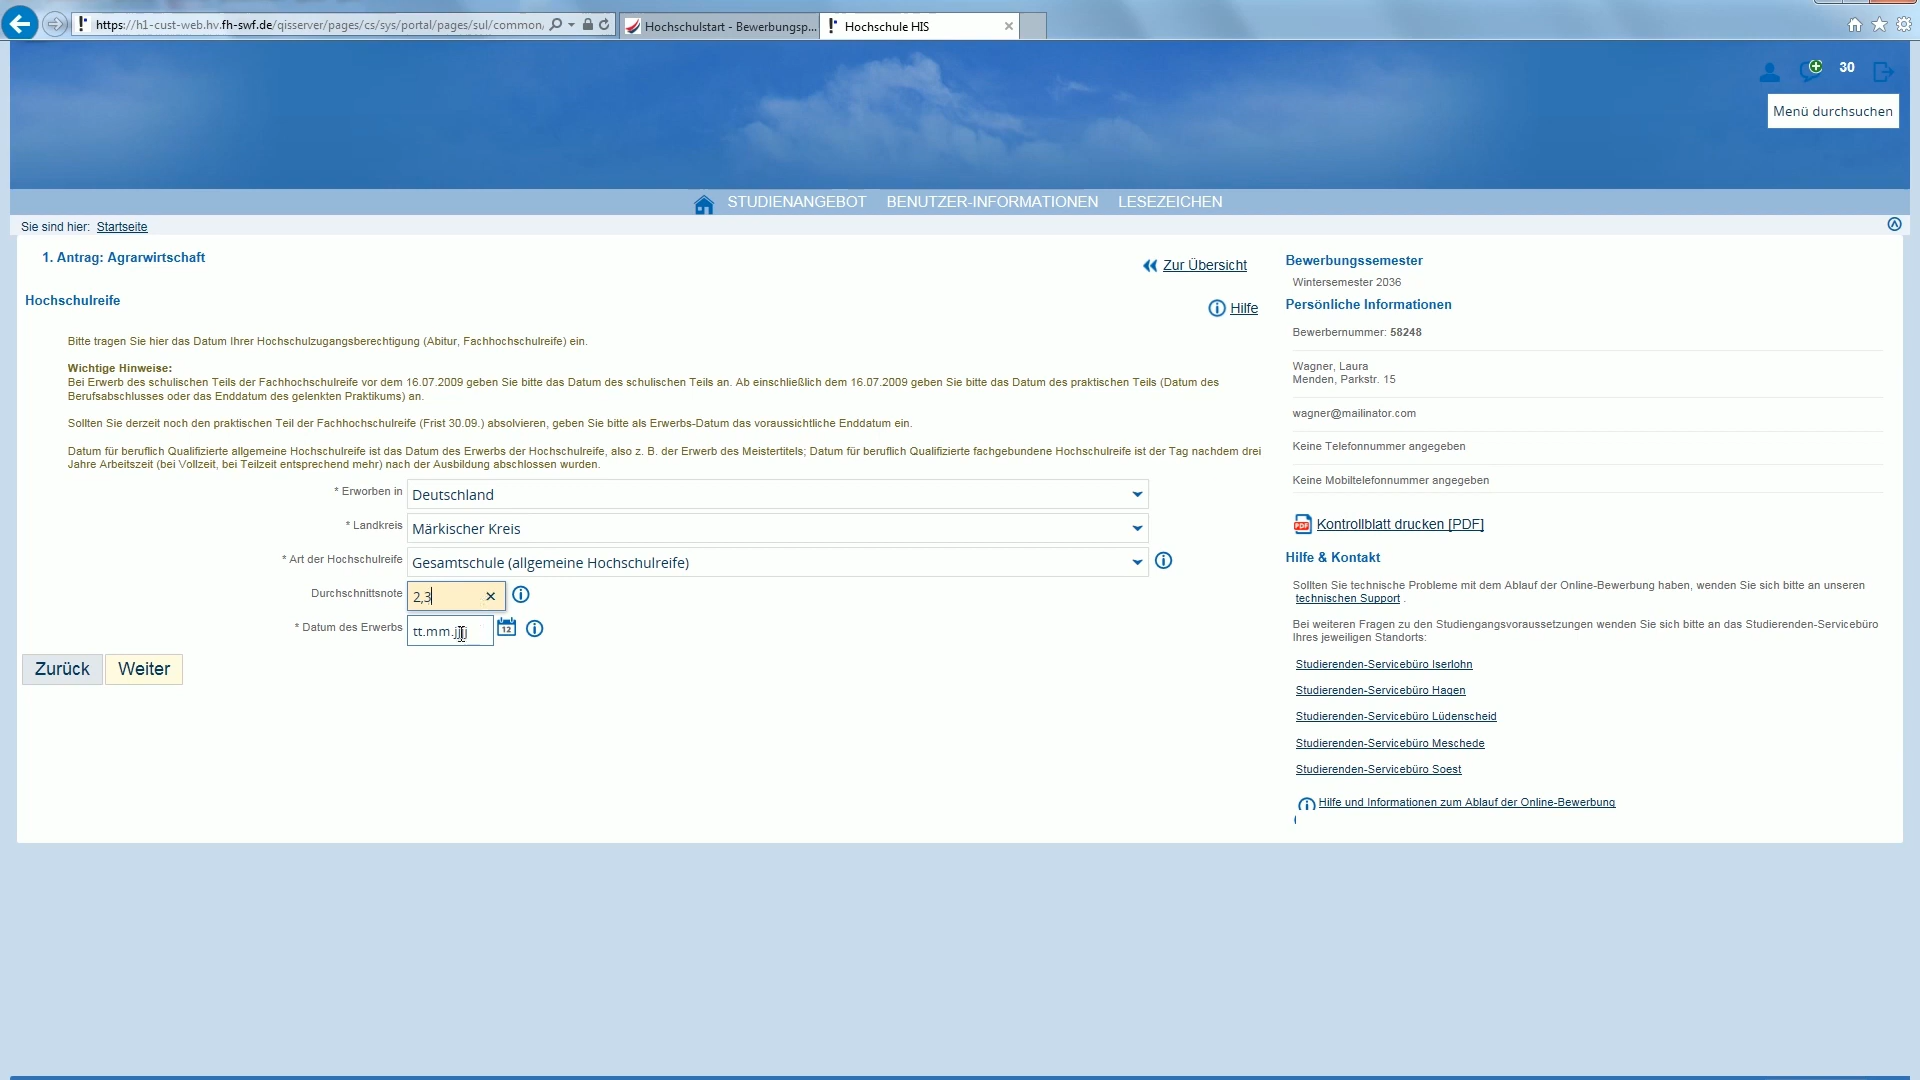 https://h1-cust-web.hv.fh-swf.de/qisserver/pages/cs/sys/portal/pages/sul/common,
Hochschulstart - Bewerbungsp...
Hochschule HIS
30
Menü durchsuchen
STUDIENANGEBOT BENUTZER-INFORMATIONEN LESEZEICHEN
Sie sind hier: Startseite
1. Antrag: Agrarwirtschaft
Zur Übersicht
Hochschulreife
Hilfe
Bitte tragen Sie hier das Datum Ihrer Hochschulzugangsberechtigung (Abitur, Fachhochschulreife) ein.
Wichtige Hinweise:
Bei Erwerb des schulischen Teils der Fachhochschulreife vor dem 16.07.2009 geben Sie bitte das Datum des schulischen Teils an. Ab einschließlich dem 16.07.2009 geben Sie bitte das Datum des praktischen Teils (Datum des
Berufsabschlusses oder das Enddatum des gelenkten Praktikums) an.
Sollten Sie derzeit noch den praktischen Teil der Fachhochschulreife (Frist 30.09.) absolvieren, geben Sie bitte als Erwerbs-Datum das voraussichtliche Enddatum ein.
Datum für beruflich Qualifizierte allgemeine Hochschulreife ist das Datum des Erwerbs der Hochschulreife, also z. B. der Erwerb des Meistertitels; Datum für beruflich Qualifizierte fachgebundene Hochschulreife ist der Tag nachdem drei
Jahre Arbeitszeit (bei Vollzeit, bei Teilzeit entsprechend mehr) nach der Ausbildung abschlossen wurden.
* Erworben in Deutschland
* Landkreis Märkischer Kreis
* Art der Hochschulreife Gesamtschule (allgemeine Hochschulreife)
Durchschnittsnote 2,3
* Datum des Erwerbs tt.mm.jjjj 12
Zurück Weiter
Bewerbungssemester
Wintersemester 2036
Persönliche Informationen
Bewerbernummer: 58248
Wagner, Laura
Menden, Parkstr. 15
wagner@mailinator.com
Keine Telefonnummer angegeben
Keine Mobiltelefonnummer angegeben
PDF Kontrollblatt drucken [PDF]
Hilfe & Kontakt
Sollten Sie technische Probleme mit dem Ablauf der Online-Bewerbung haben, wenden Sie sich bitte an unseren
technischen Support .
Bei weiteren Fragen zu den Studiengangsvoraussetzungen wenden Sie sich bitte an das Studierenden-Servicebüro
Ihres jeweiligen Standorts:
Studierenden-Servicebüro Iserlohn
Studierenden-Servicebüro Hagen
Studierenden-Servicebüro Lüdenscheid
Studierenden-Servicebüro Meschede
Studierenden-Servicebüro Soest
Hilfe und Informationen zum Ablauf der Online-Bewerbung